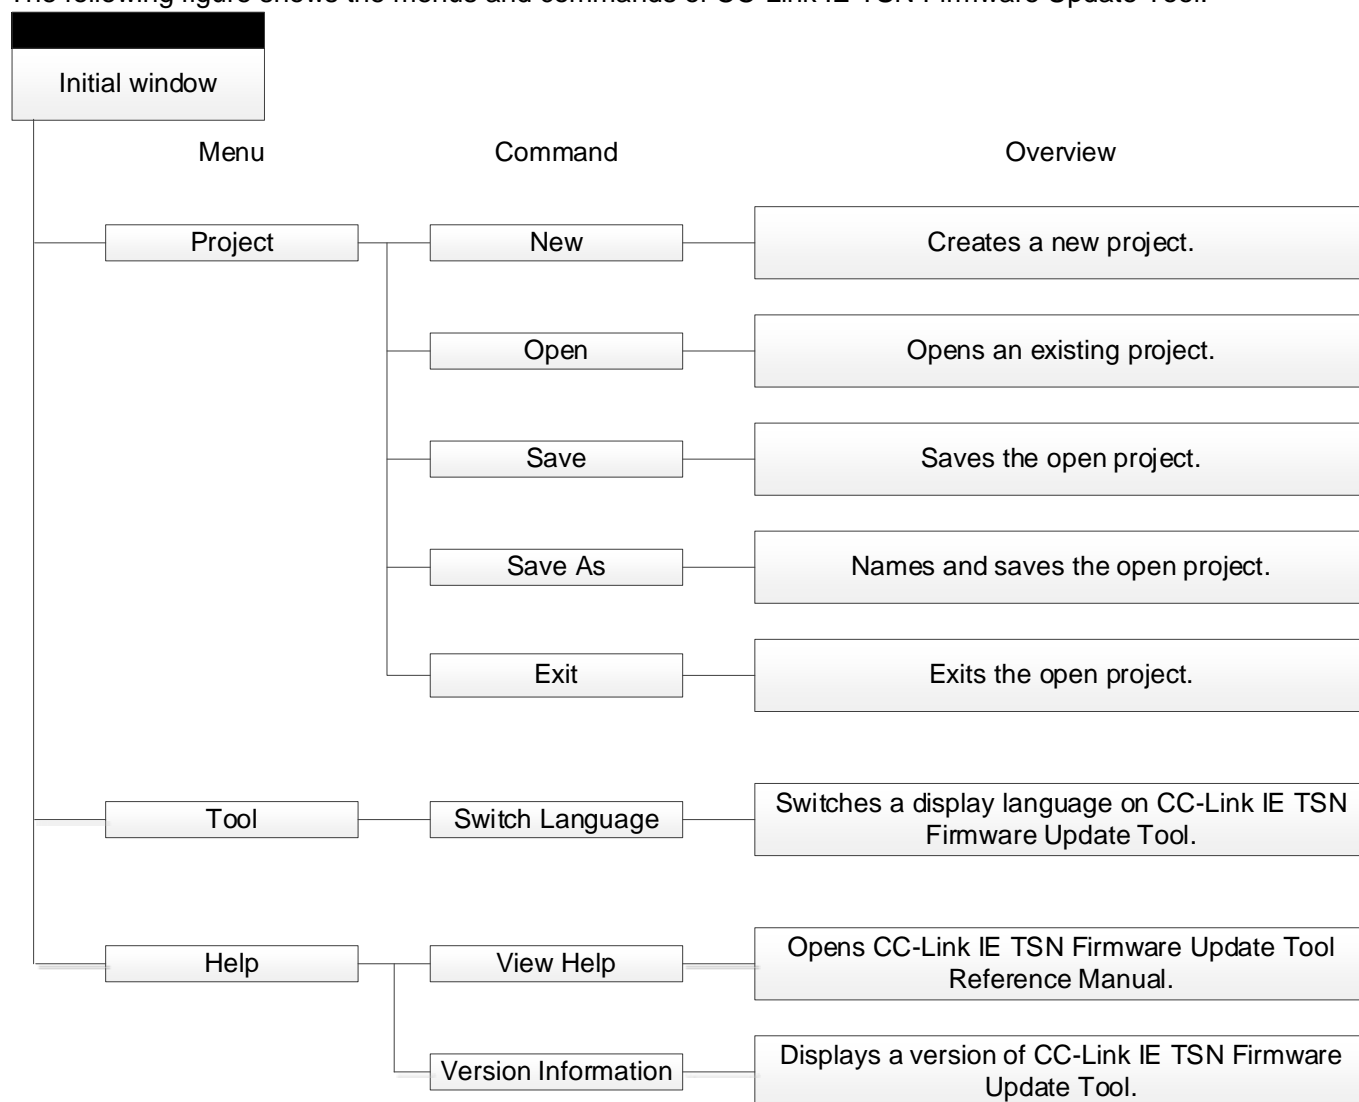 The following figure shows the menus and commands of CC-Link IE TSN Firmware Update Tool.
Initial window
Menu Command Overview
Project New Creates a new project.
Open Opens an existing project.
Save Saves the open project.
Save As Names and saves the open project.
Exit Exits the open project.
Tool Switch Language Switches a display language on CC-Link IE TSN
Firmware Update Tool.
Help View Help Opens CC-Link IE TSN Firmware Update Tool
Reference Manual.
Version Information Displays a version of CC-Link IE TSN Firmware
Update Tool.